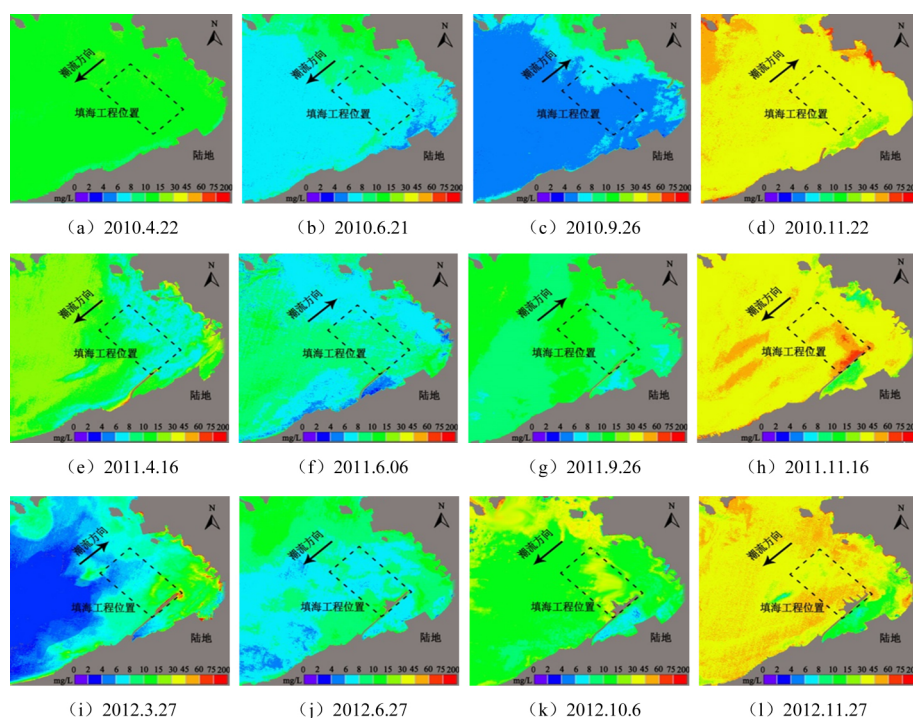 N
潮流方向
填海工程位置
陆地
0 2 4 6 8 10 15 30 45 60 75 200
mg/L
(a)2010.4.22
N
潮流方向
填海工程位置
陆地
0 2 4 6 8 10 15 30 45 60 75 200
mg/L
(b)2010.6.21
N
潮流方向
填海工程位置
陆地
0 2 4 6 8 10 15 30 45 60 75 200
mg/L
(c)2010.9.26
N
潮流方向
填海工程位置
陆地
0 2 4 6 8 10 15 30 45 60 75 200
mg/L
(d)2010.11.22
N
潮流方向
填海工程位置
陆地
0 2 4 6 8 10 15 30 45 60 75 200
mg/L
(e)2011.4.16
N
潮流方向
填海工程位置
陆地
0 2 4 6 8 10 15 30 45 60 75 200
mg/L
(f)2011.6.06
N
潮流方向
填海工程位置
陆地
0 2 4 6 8 10 15 30 45 60 75 200
mg/L
(g)2011.9.26
N
潮流方向
填海工程位置
陆地
0 2 4 6 8 10 15 30 45 60 75 200
mg/L
(h)2011.11.16
N
潮流方向
填海工程位置
陆地
0 2 4 6 8 10 15 30 45 60 75 200
mg/L
(i)2012.3.27
N
潮流方向
填海工程位置
陆地
0 2 4 6 8 10 15 30 45 60 75 200
mg/L
(j)2012.6.27
N
潮流方向
填海工程位置
陆地
0 2 4 6 8 10 15 30 45 60 75 200
mg/L
(k)2012.10.6
N
潮流方向
填海工程位置
陆地
0 2 4 6 8 10 15 30 45 60 75 200
mg/L
(l)2012.11.27